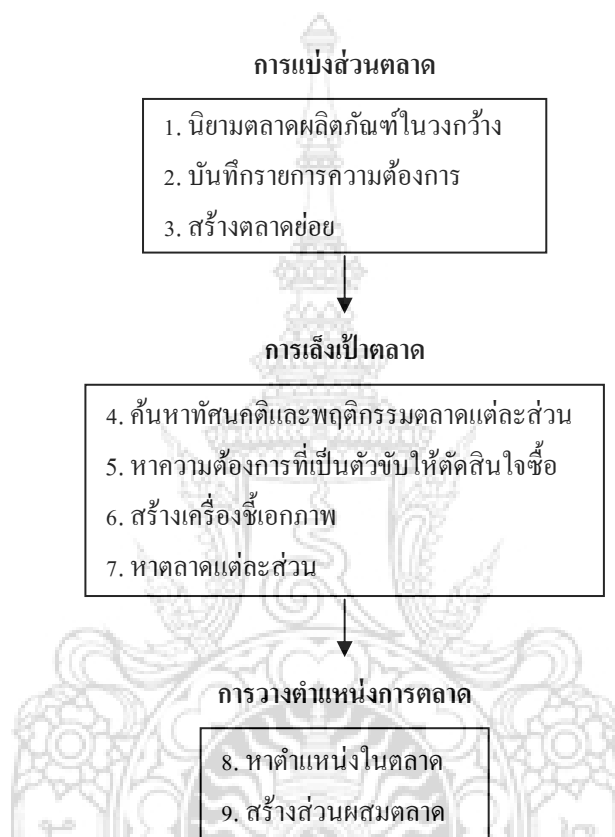 การแบ่งส่วนตลาด
1. นิยามตลาดผลิตภัณฑ์ในวงกว้าง
2. บันทึกรายการความต้องการ
3. สร้างตลาดย่อย
การเล็งเป้าตลาด
4. ค้นหาทัศนคติและพฤติกรรมตลาดแต่ละส่วน
5. หาความต้องการที่เป็นตัวขับให้ตัดสินใจซื้อ
6. สร้างเครื่องชี้เอกภาพ
7. หาตลาดแต่ละส่วน
การวางตำแหน่งการตลาด
8. หาตำแหน่งในตลาด
9. สร้างส่วนผสมตลาด